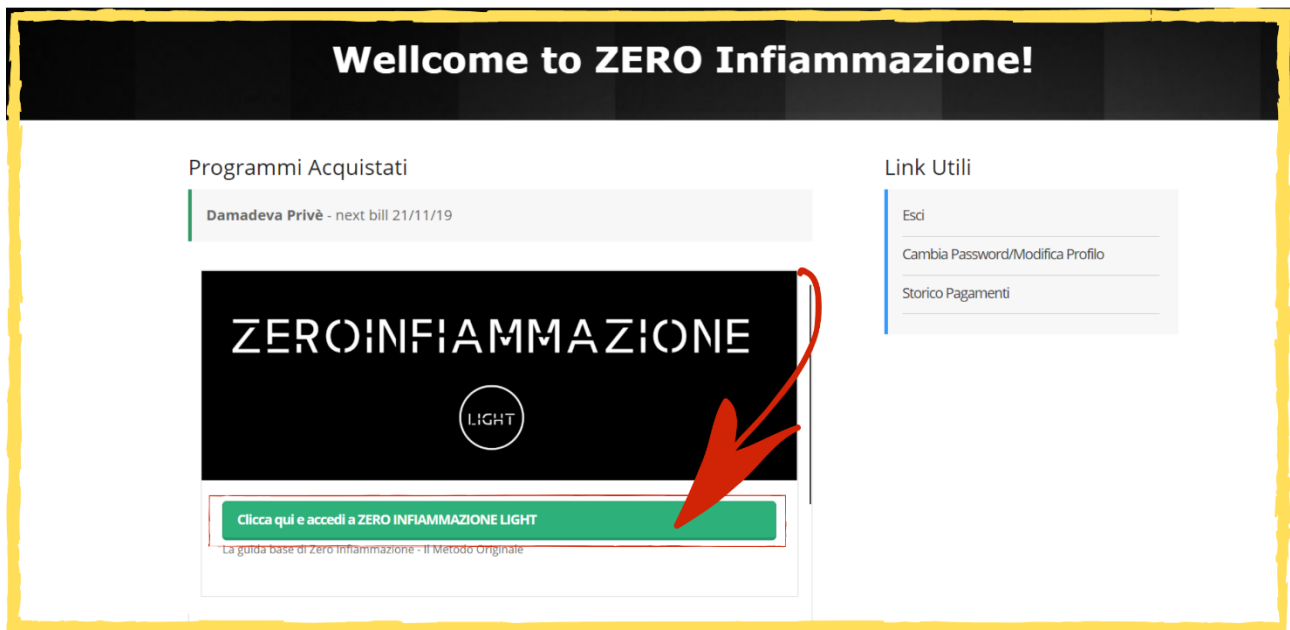 Wellcome to ZERO Infiammazione!
Programmi Acquistati
Damadeva Privè - next bill 21/11/19
ZEROINFIAMMAZIONE
LIGHT
Clicca qui e accedi a ZERO INFIAMMAZIONE LIGHT
La guida base di Zero Infiammazione - Il Metodo Originale
Link Utili
Esci
Cambia Password/Modifica Profilo
Storico Pagamenti